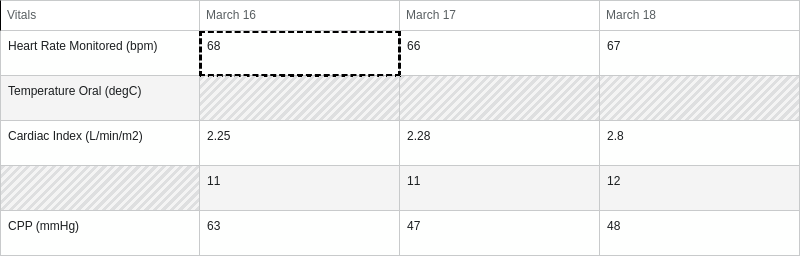 Vitals March 16 March 17 March 18
Heart Rate Monitored (bpm) 68 66 67
Temperature Oral (degC)
Cardiac Index (L/min/m2) 2.25 2.28 2.8
11 11 12
CPP (mmHg) 63 47 48